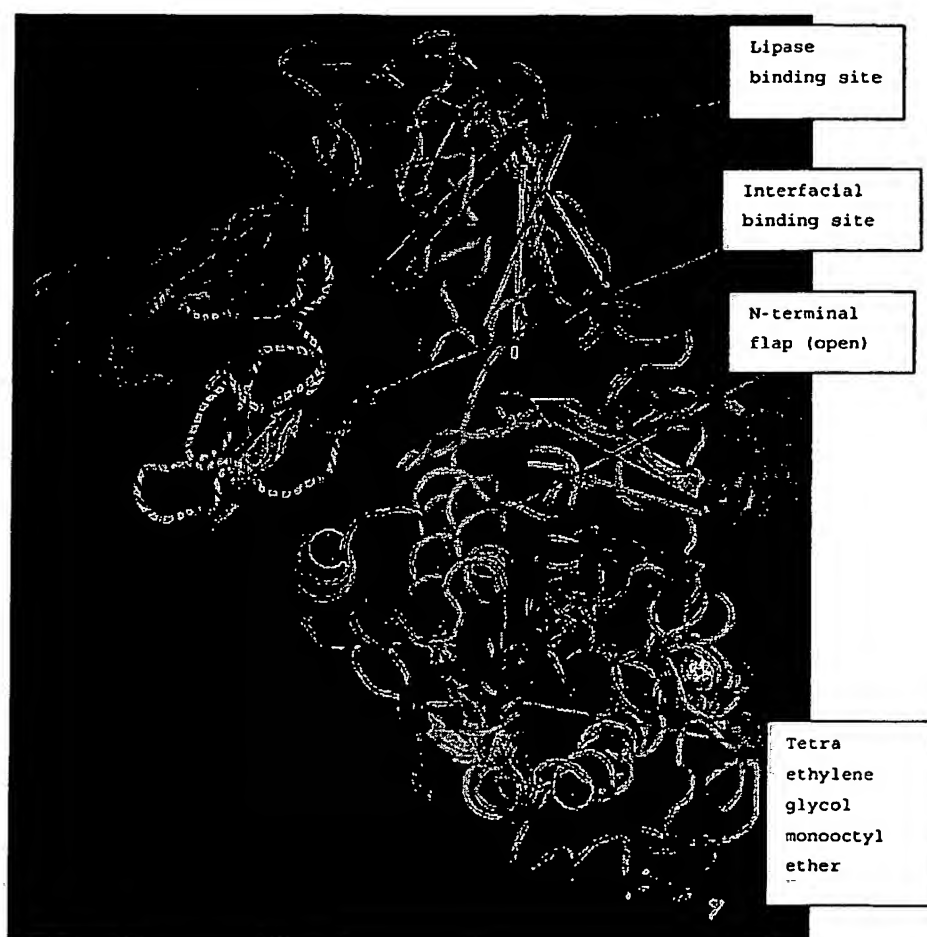 Lipase
binding site
Interfacial
binding site
N-terminal
flap (open)
Tetra
ethylene
glycol
monooctyl
ether